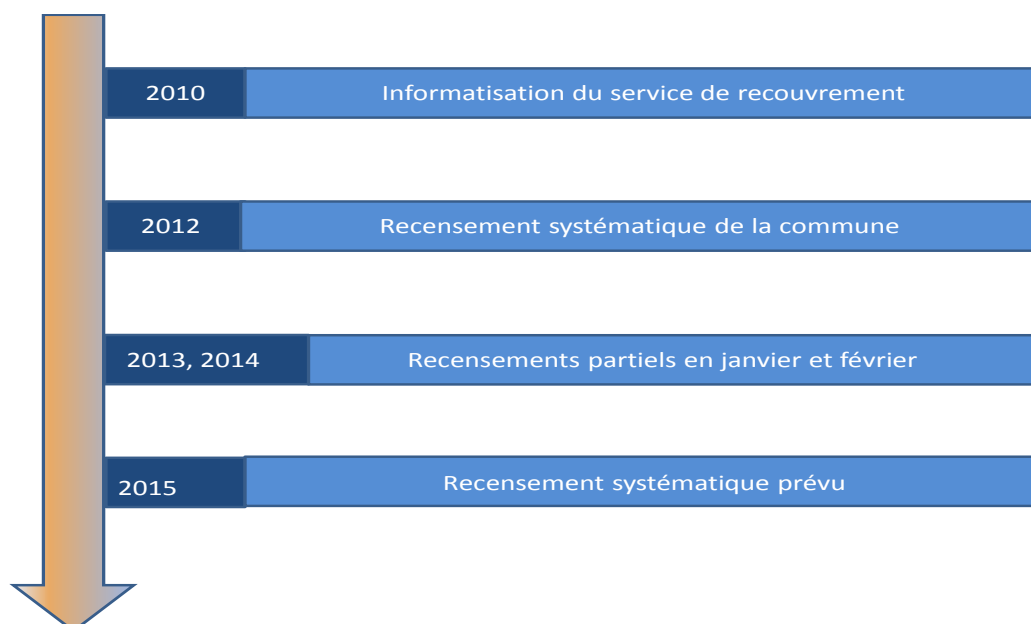 2010 Informatisation du service de recouvrement
2012 Recensement systématique de la commune
2013, 2014 Recensements partiels en janvier et février
2015 Recensement systématique prévu